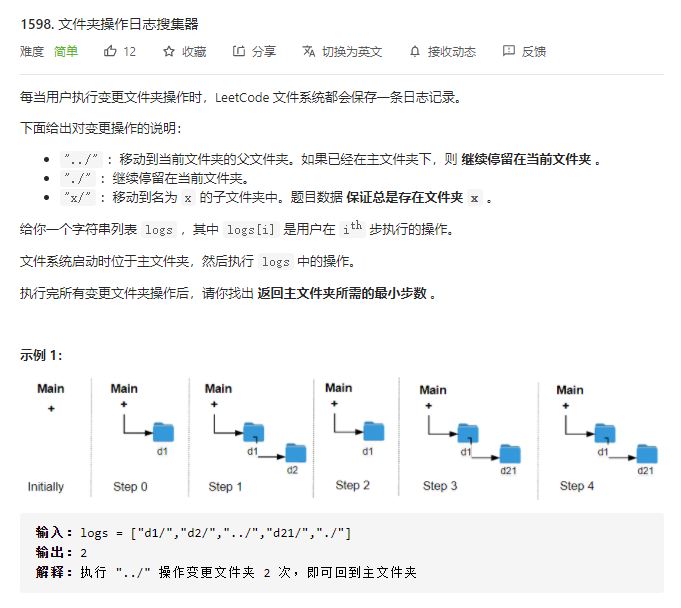 1598. 文件夹操作日志搜集器
难度 简单 12 收藏 分享 切换为英文 接收动态 反馈
每当用户执行变更文件夹操作时，LeetCode 文件系统都会保存一条日志记录。
下面给出对变更操作的说明：
"../" ：移动到当前文件夹的父文件夹。如果已经在主文件夹下，则 继续停留在当前文件夹 。
"./" ：继续停留在当前文件夹。
"x/" ：移动到名为 x 的子文件夹中。题目数据 保证总是存在文件夹 x 。
给你一个字符串列表 logs ，其中 logs[i] 是用户在 ith 步执行的操作。
文件系统启动时位于主文件夹，然后执行 logs 中的操作。
执行完所有变更文件夹操作后，请你找出 返回主文件夹所需的最小步数 。
示例 1：
Main Main Main Main Main Main
d1 d1 d1 d1 d1
d2 d21 d21
Initially Step 0 Step 1 Step 2 Step 3 Step 4
输入：logs = ["d1/","d2/","../","d21/","./"]
输出：2
解释：执行 "../" 操作变更文件夹 2 次，即可回到主文件夹